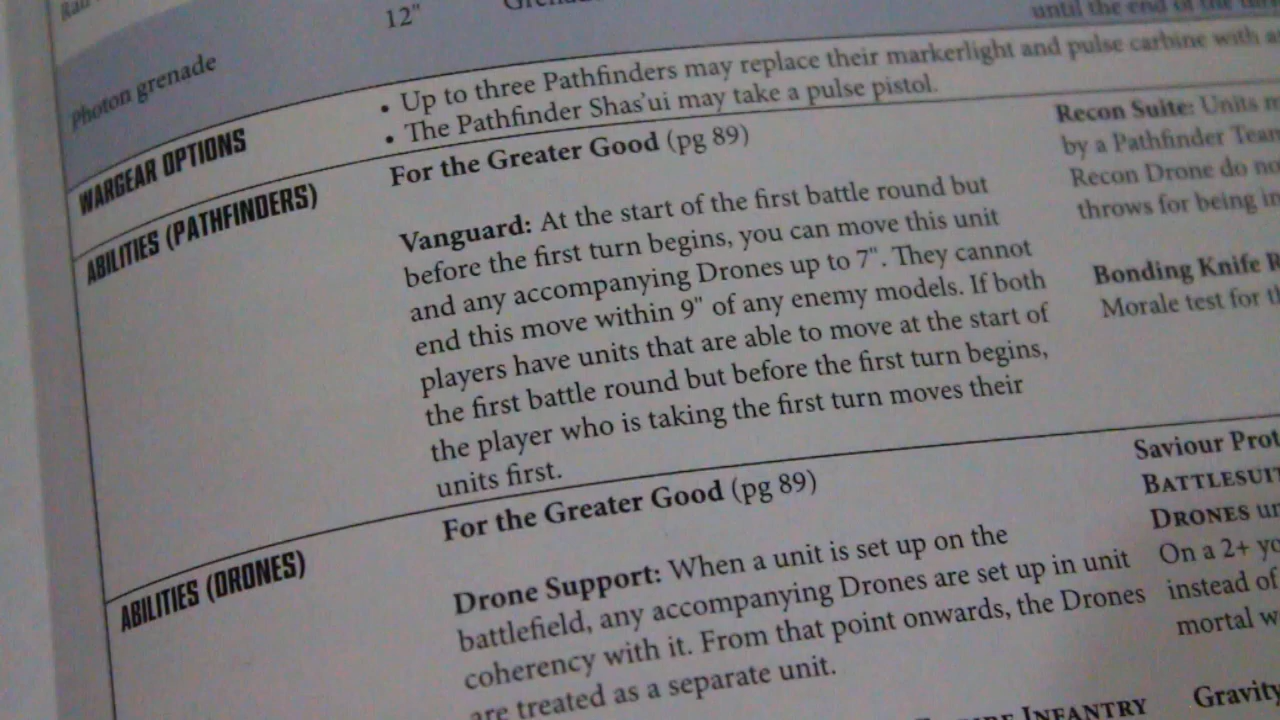 12"
Photon grenade
until the end of the
WARGEAR OPTIONS
• Up to three Pathfinders may replace their markerlight and pulse carbine with
• The Pathfinder Shas'ui may take a pulse pistol.
ABILITIES (PATHFINDERS)
For the Greater Good (pg 89)
Vanguard: At the start of the first battle round but
before the first turn begins, you can move this unit
and any accompanying Drones up to 7". They cannot
end this move within 9" of any enemy models. If both
players have units that are able to move at the start of
the first battle round but before the first turn begins,
the player who is taking the first turn moves their
units first.
Recon Suite: Units
by a Pathfinder
Recon Drone do
throws for being
Bonding Knife
Morale test for
ABILITIES (DRONES)
For the Greater Good (pg 89)
Drone Support: When a unit is set up on the
battlefield, any accompanying Drones are set up in unit
coherency with it. From that point onwards, the Drones
are treated as a separate unit.
Saviour
BATTLESUIT
DRONES
On a 2+
instead of
mortal
INFANTRY
Gravity